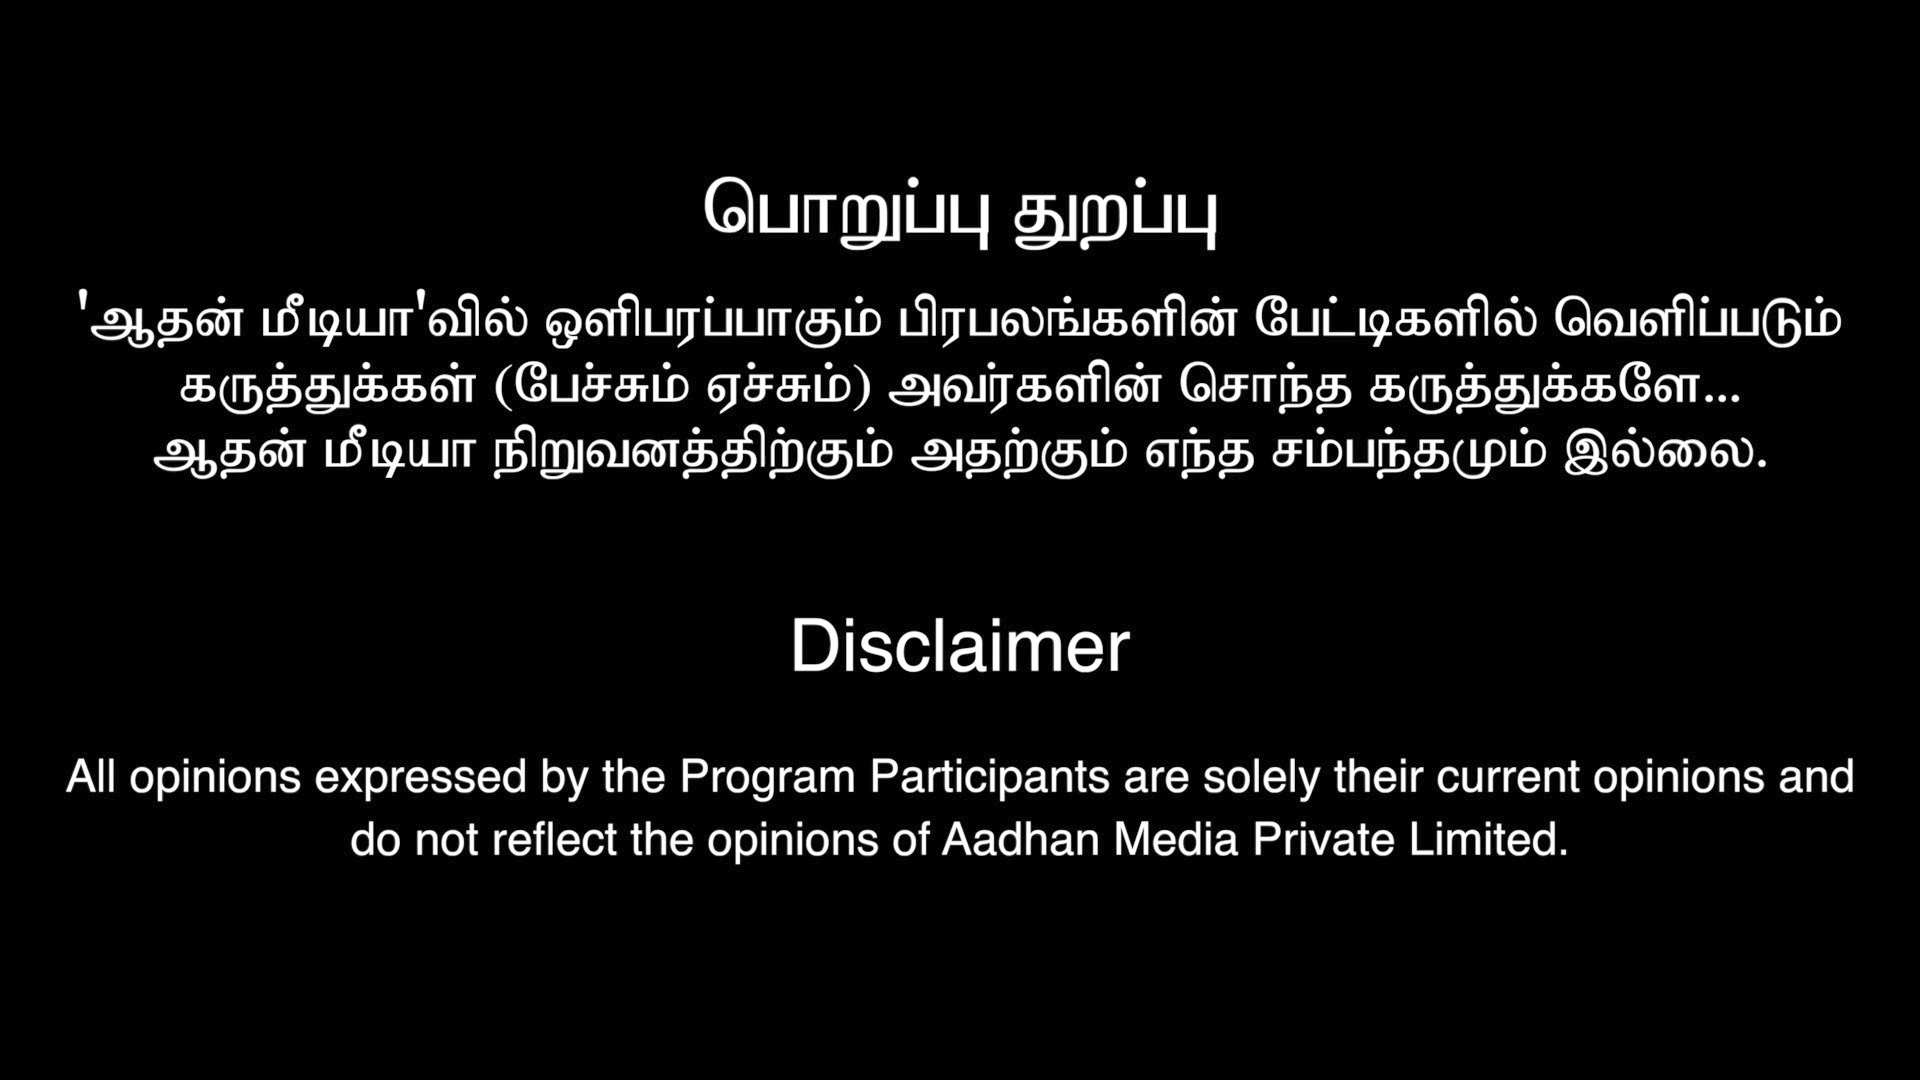 பொறுப்பு துறப்பு
'ஆதன் மீடியா'வில் ஒளிபரப்பாகும் பிரபலங்களின் பேட்டிகளில் வெளிப்படும்
கருத்துக்கள் (பேச்சும் ஏச்சும்) அவர்களின் சொந்த கருத்துக்களே...
ஆதன் மீடியா நிறுவனத்திற்கும் அதற்கும் எந்த சம்பந்தமும் இல்லை.
Disclaimer
All opinions expressed by the Program Participants are solely their current opinions and
do not reflect the opinions of Aadhan Media Private Limited.